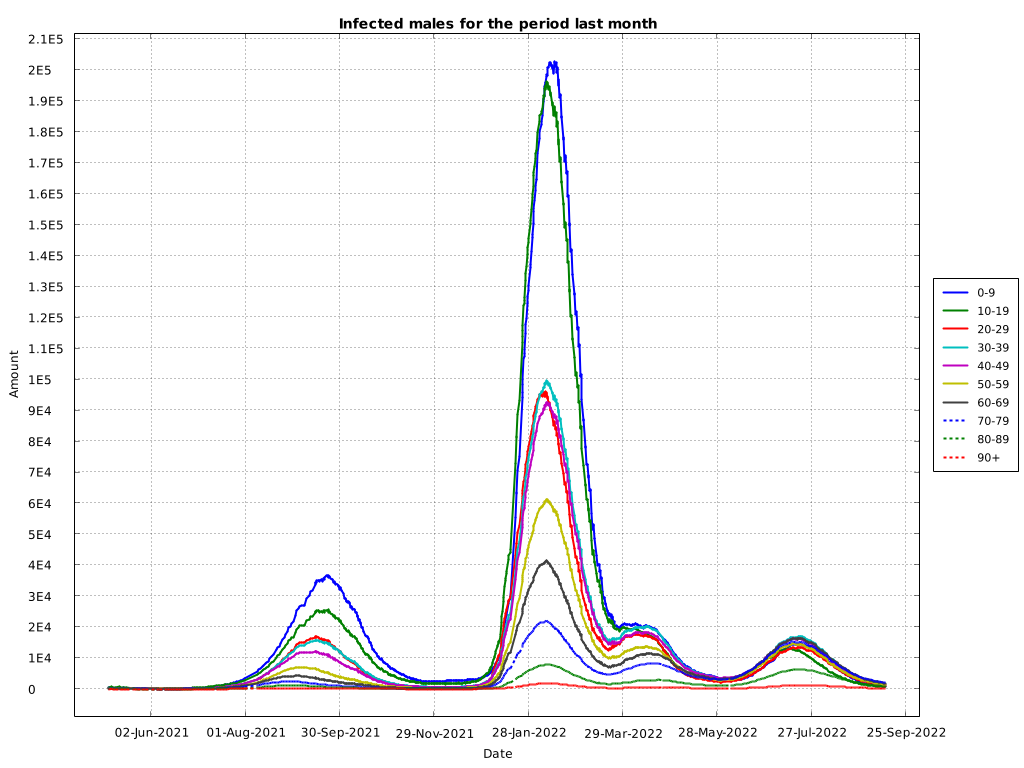 Infected males for the period last month
2.1E5
2E5
1.9E5
1.8E5
1.7E5
1.6E5
1.5E5
1.4E5
1.3E5
1.2E5
1.1E5
1E5
9E4
8E4
7E4
6E4
5E4
4E4
3E4
2E4
1E4
0
Amount
02-Jun-2021 01-Aug-2021 30-Sep-2021 29-Nov-2021 28-Jan-2022 29-Mar-2022 28-May-2022 27-Jul-2022 25-Sep-2022
Date
0-9
10-19
20-29
30-39
40-49
50-59
60-69
70-79
80-89
90+